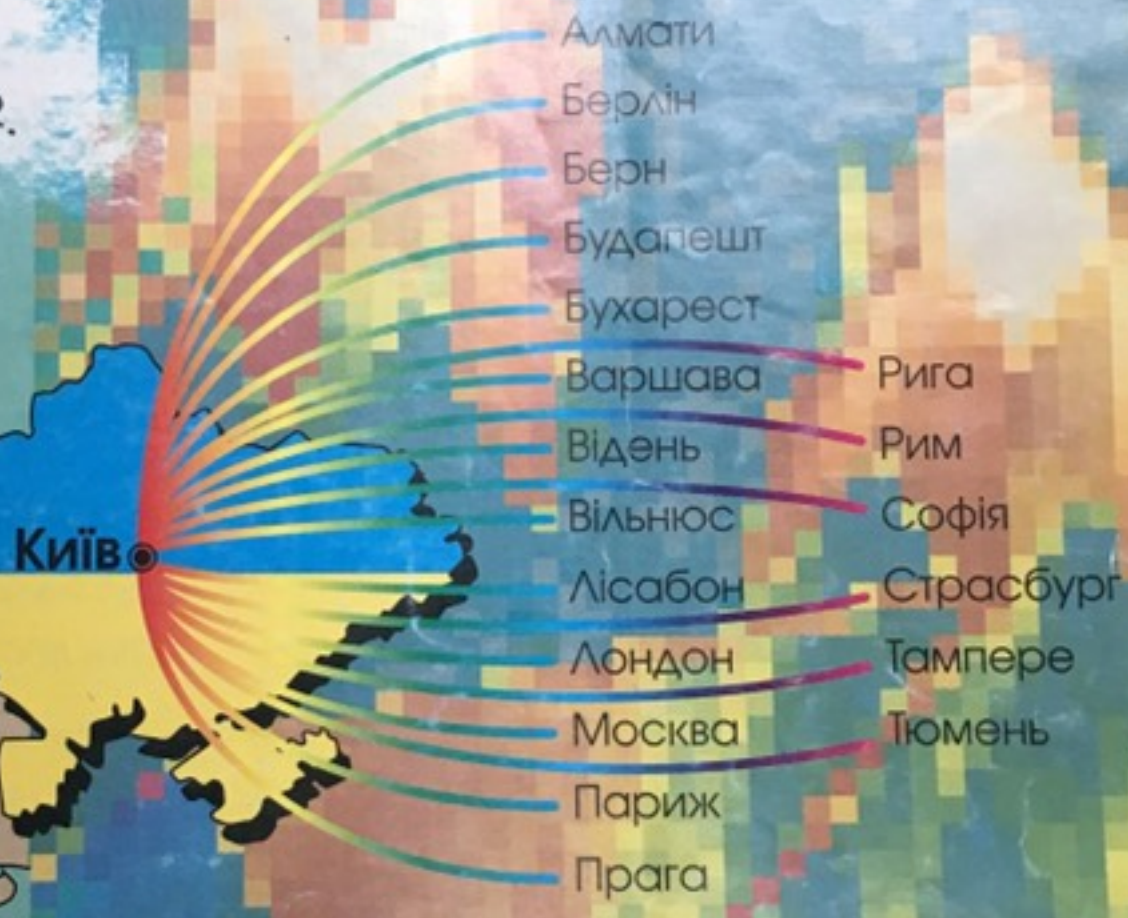 Алмати
Берлін
Берн
Будапешт
Бухарест
Варшава
Відень
Вільнюс
Лісабон
Лондон
Москва
Париж
Прага
Рига
Рим
Софія
Страсбург
Тампере
Тюмень
Київ